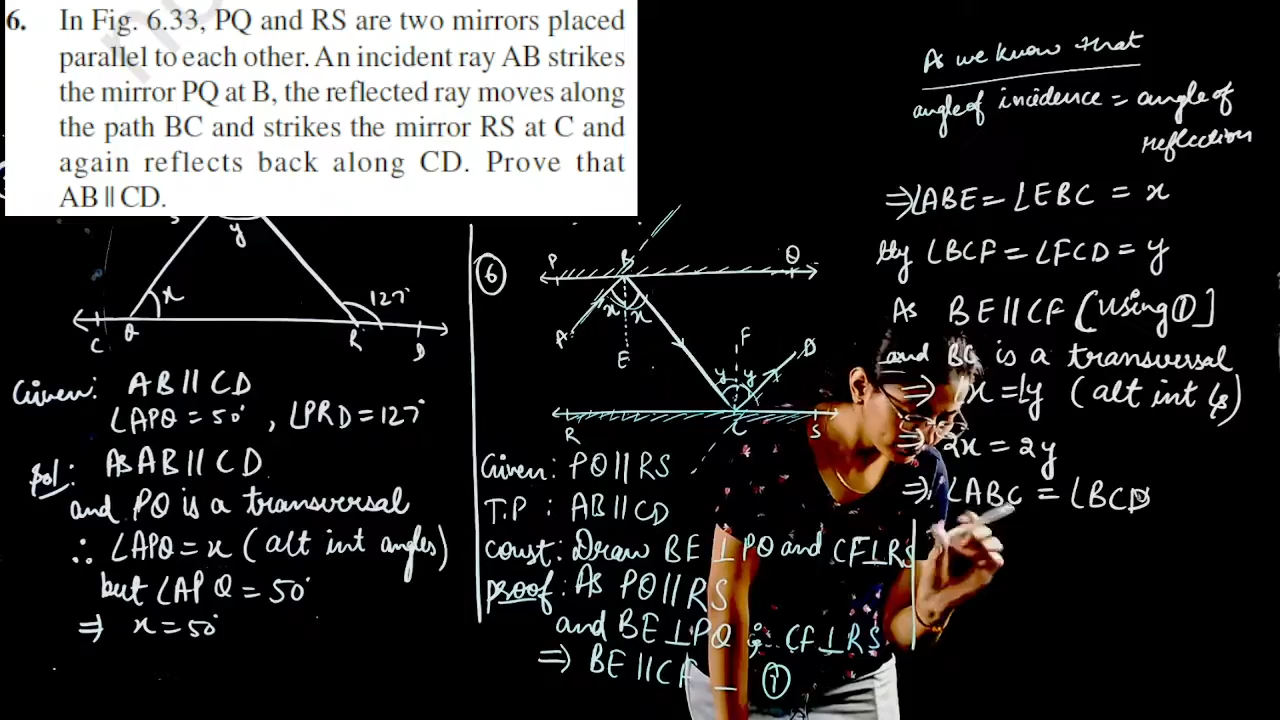 6. In Fig. 6.33, PQ and RS are two mirrors placed
parallel to each other. An incident ray AB strikes
the mirror PQ at B, the reflected ray moves along
the path BC and strikes the mirror RS at C and
again reflects back along CD. Prove that
AB || CD.
y
x
127°
C
Q
R
D
Given: AB || CD
∠APQ = 50°, ∠PRD = 127°
Sol: As AB || CD
and PQ is a transversal
∴ ∠APQ = x (alt int angles)
but ∠APQ = 50°
⇒ x = 50°
6
P
B
Q
x
x
A
E
F
D
y
y
R
C
S
Given: PQ || RS
T.P : AB || CD
Const: Draw BE ⊥ PQ and CF ⊥ RS
Proof: As PQ || RS
and BE ⊥ PQ ; CF ⊥ RS
⇒ BE || CF _ ①
As we know that
angle of incidence = angle of
reflection
⇒ ∠ABE = ∠EBC = x
lly ∠BCF = ∠FCD = y
As BE || CF [Using ①]
and BC is a transversal
⇒ x = y (alt int ∠s)
⇒ 2x = 2y
⇒ ∠ABC = ∠BCD